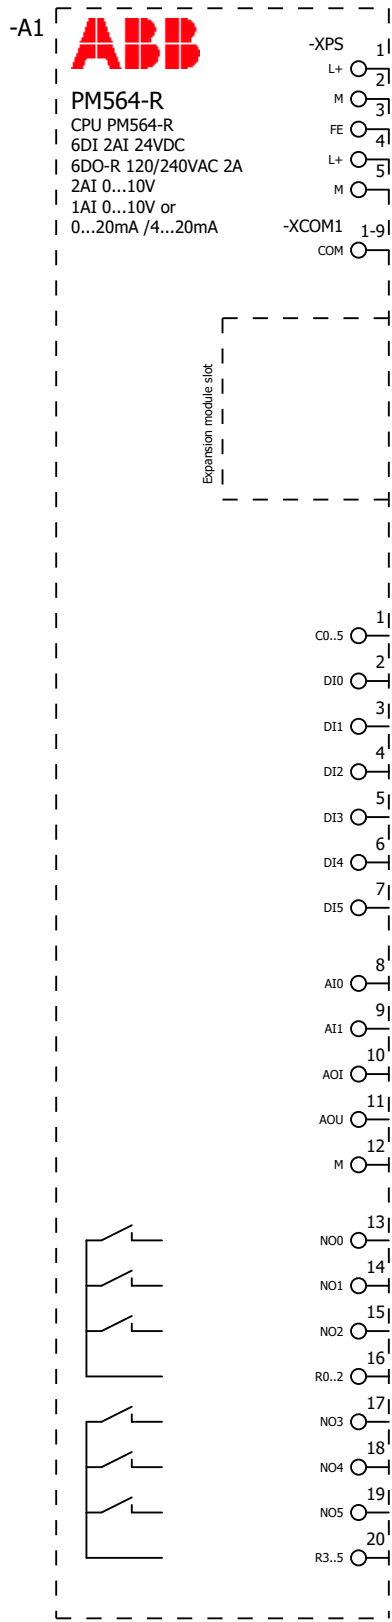 -A1
ABB
PM564-R
CPU PM564-R
6DI 2AI 24VDC
6DO-R 120/240VAC 2A
2AI 0...10V
1AI 0...10V or
0...20mA /4...20mA
-XPS
1
L+
2
M
3
FE
4
L+
5
M
-XCOM1 1-9
COM
Expansion module slot
1
C0..5
2
DI0
3
DI1
4
DI2
5
DI3
6
DI4
7
DI5
8
AI0
9
AI1
10
AOI
11
AOU
12
M
13
NO0
14
NO1
15
NO2
16
R0..2
17
NO3
18
NO4
19
NO5
20
R3..5